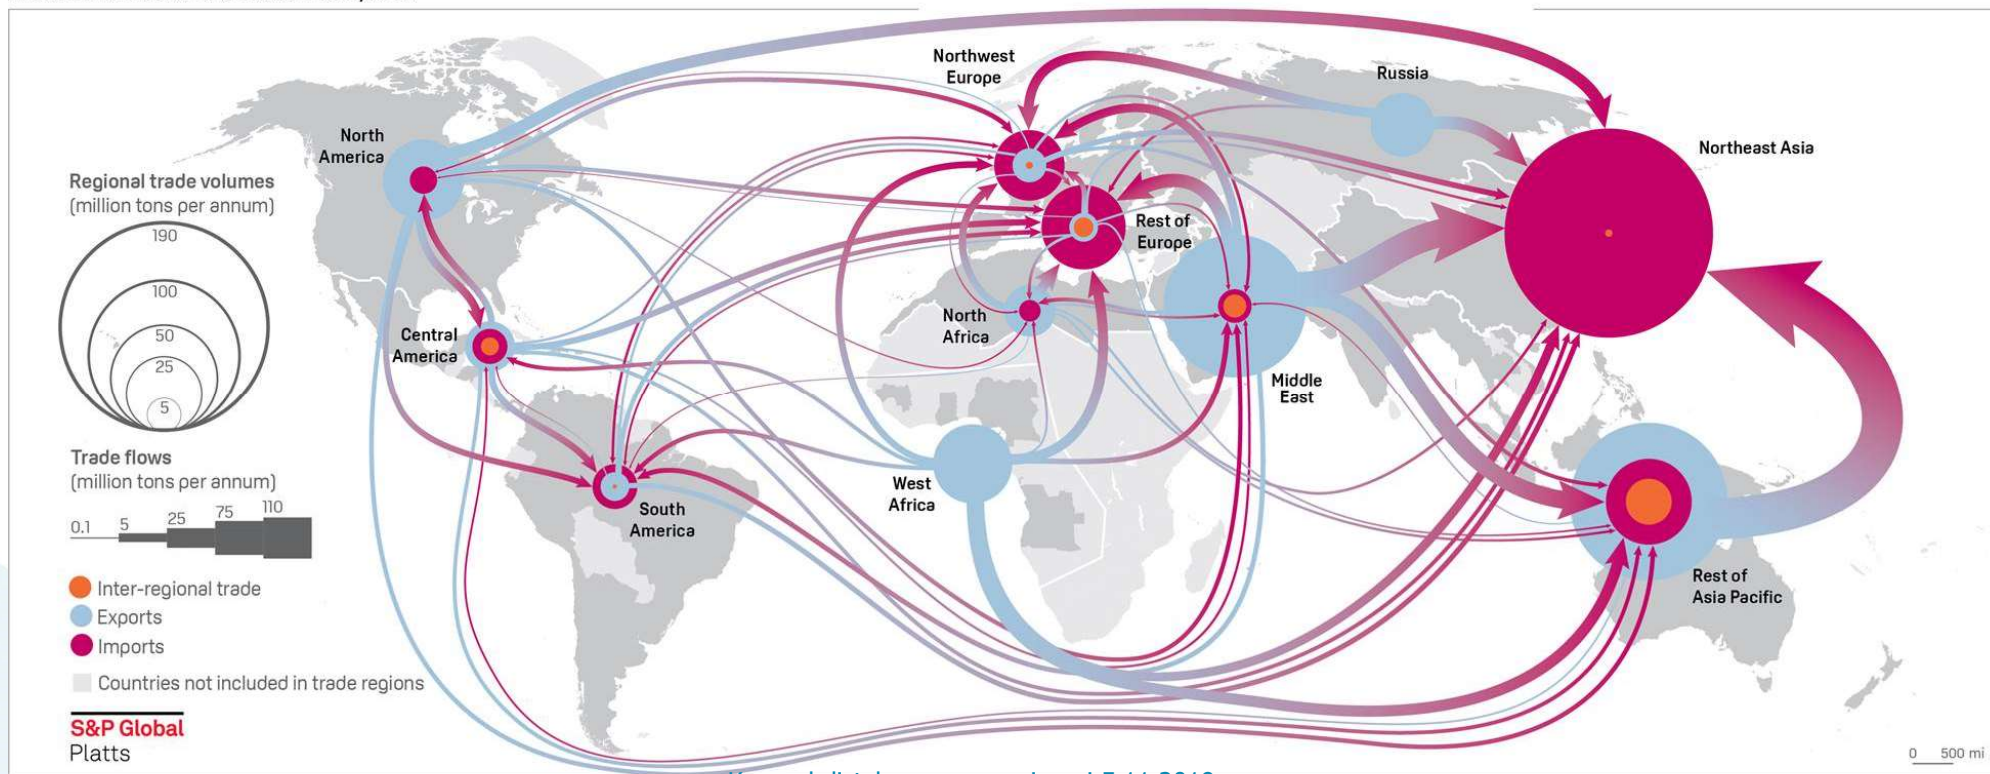 Northwest
Europe
Russia
North
America
Northeast Asia
Regional trade volumes
(million tons per annum)
190
100
50
25
5
Rest of
Europe
North
Africa
Central
America
Middle
East
Trade flows
(million tons per annum)
0.1 5 25 75 110
West
Africa
South
America
Rest of
Asia Pacific
Inter-regional trade
Exports
Imports
Countries not included in trade regions
S&P Global
Platts
0 500 mi